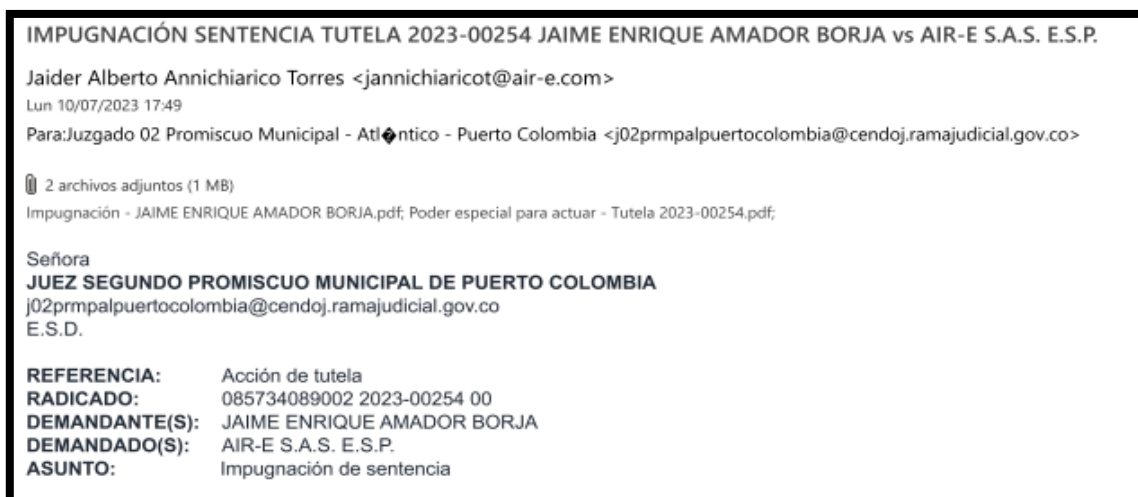 IMPUGNACIÓN SENTENCIA TUTELA 2023-00254 JAIME ENRIQUE AMADOR BORJA vs AIR-E S.A.S. E.S.P.
Jaider Alberto Annichiarico Torres <jannichiaricot@air-e.com>
Lun 10/07/2023 17:49
Para:Juzgado 02 Promiscuo Municipal - Atl�ntico - Puerto Colombia <j02prmpalpuertocolombia@cendoj.ramajudicial.gov.co>
2 archivos adjuntos (1 MB)
Impugnación - JAIME ENRIQUE AMADOR BORJA.pdf; Poder especial para actuar - Tutela 2023-00254.pdf;
Señora
JUEZ SEGUNDO PROMISCUO MUNICIPAL DE PUERTO COLOMBIA
j02prmpalpuertocolombia@cendoj.ramajudicial.gov.co
E.S.D.
REFERENCIA: Acción de tutela
RADICADO: 085734089002 2023-00254 00
DEMANDANTE(S): JAIME ENRIQUE AMADOR BORJA
DEMANDADO(S): AIR-E S.A.S. E.S.P.
ASUNTO: Impugnación de sentencia